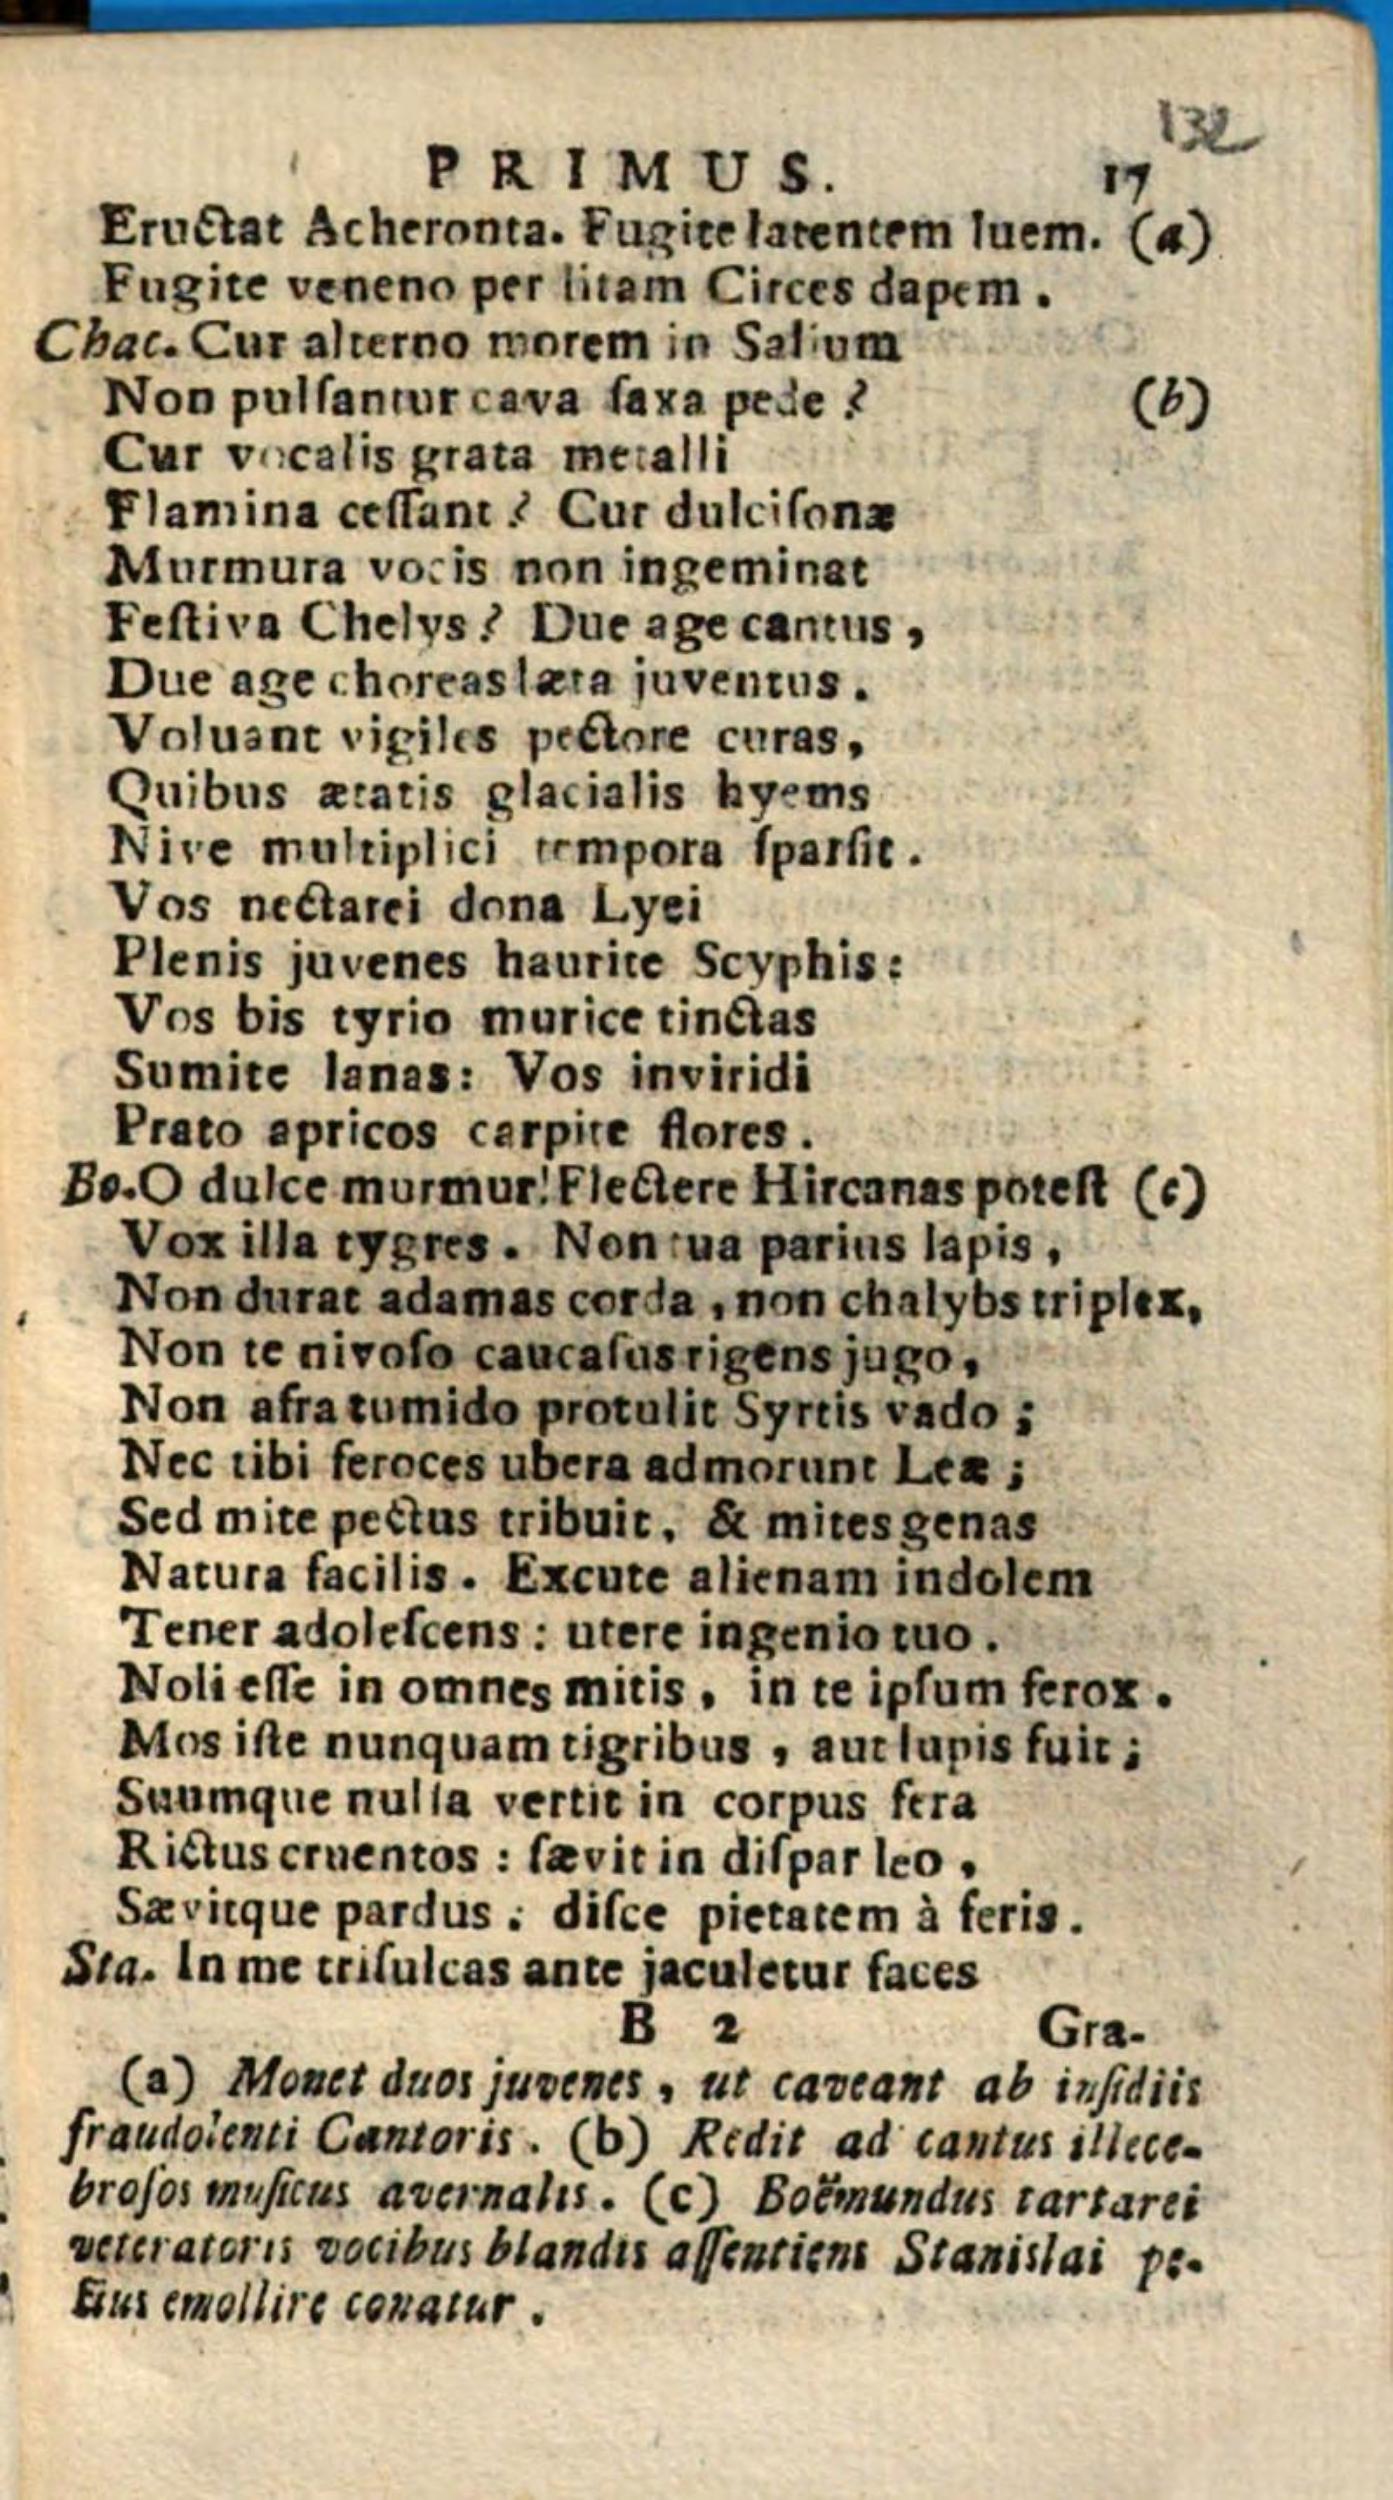 132
PRIMUS. 17
Eructat Acheronta. Fugite latentem luem. (a)
Fugite veneno per litam Circes dapem.
Chac. Cur alterno morem in Salium
Non pulſantur cava ſaxa pede? (b)
Cur vocalis grata metalli
Flamina ceſſant? Cur dulciſonæ
Murmura vocis non ingeminat
Feſtiva Chelys? Due age cantus,
Due age choreas læta juventus.
Voluant vigiles pectore curas,
Quibus ætatis glacialis hyems
Nive multiplici tempora ſparſit.
Vos nectarei dona Lyei
Plenis juvenes haurite Scyphis:
Vos bis tyrio murice tinctas
Sumite lanas: Vos inviridi
Prato apricos carpite flores.
Bo. O dulce murmur! Flectere Hircanas poteſt (c)
Vox illa tygres. Non tua parius lapis,
Non durat adamas corda, non chalybs triplex,
Non te nivoſo caucaſus rigens jugo,
Non afra tumido protulit Syrtis vado;
Nec tibi feroces ubera admorunt Leæ;
Sed mite pectus tribuit, & mites genas
Natura facilis. Excute alienam indolem
Tener adoleſcens: utere ingenio tuo.
Noli eſſe in omnes mitis, in te ipſum ferox.
Mos iſte nunquam tigribus, aut lupis fuit;
Suumque nulla vertit in corpus fera
Rictus cruentos: ſævit in diſpar leo,
Sævitque pardus: diſce pietatem à feris.
Sta. In me triſulcas ante jaculetur faces
B 2 Gra-
(a) Monet duos juvenes, ut caveant ab inſidiis
fraudolenti Cantoris. (b) Redit ad cantus illece-
broſos muſicus avernalis. (c) Boëmundus tartarei
veteratoris vocibus blandis aſſentiens Stanislai pe-
ctus emollire conatur.